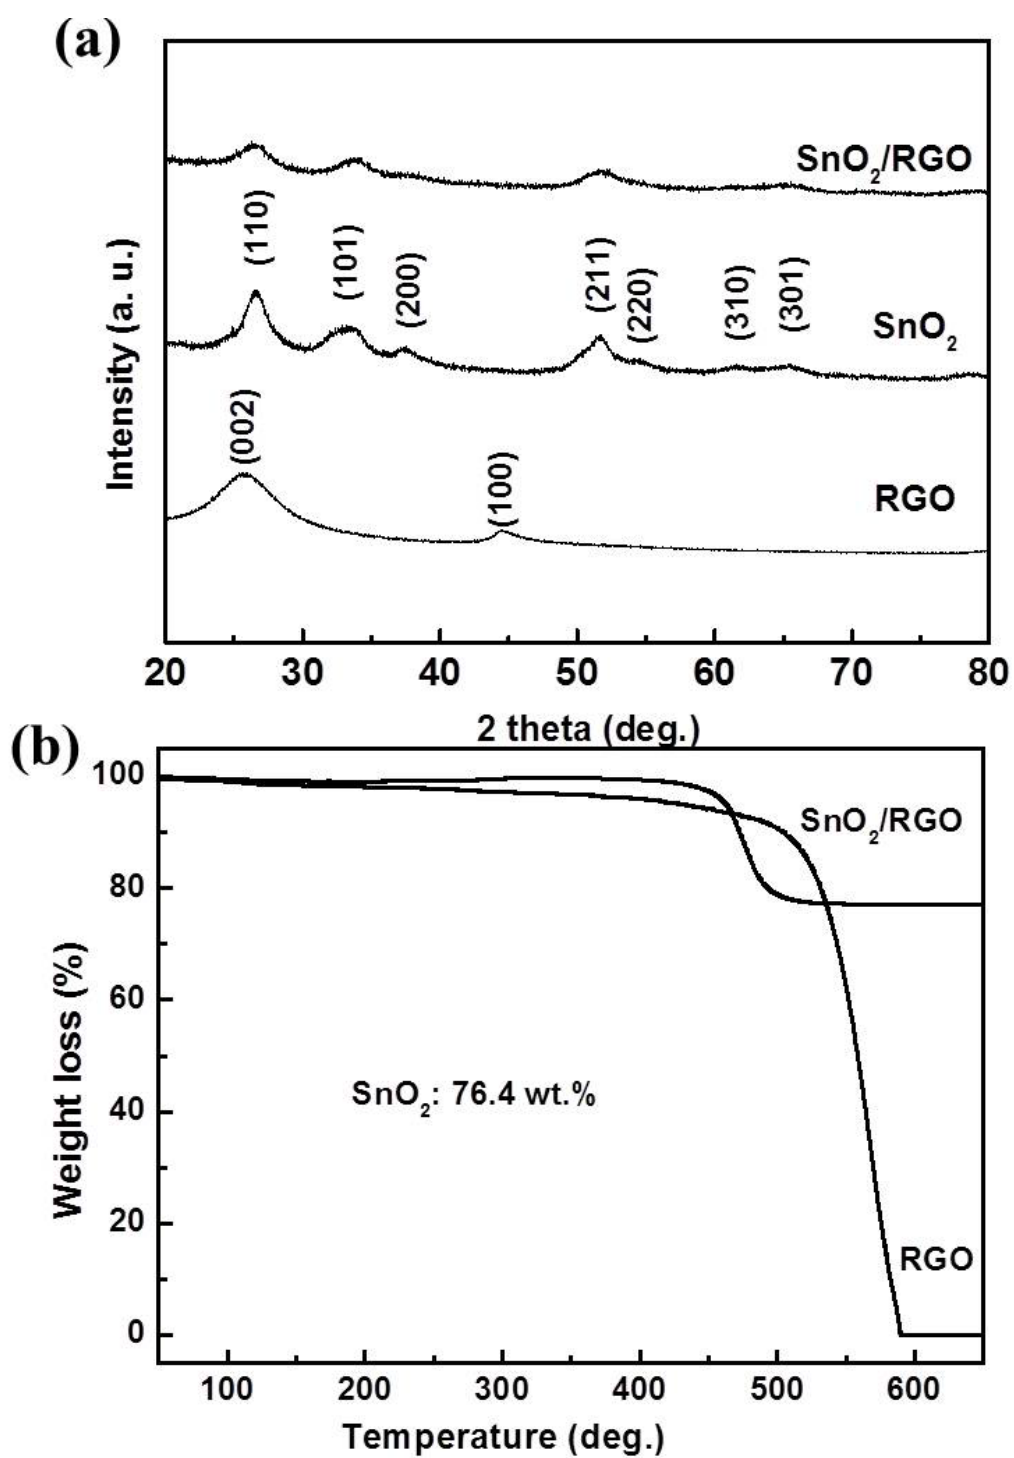 (a)
SnO₂/RGO
(110)
(101)
(200)
(211)
(220)
(310)
(301)
SnO₂
(002)
(100)
RGO
Intensity (a. u.)
20 30 40 50 60 70 80
2 theta (deg.)
(b)
100
80
60
40
20
0
SnO₂/RGO
SnO₂: 76.4 wt.%
RGO
Weight loss (%)
100 200 300 400 500 600
Temperature (deg.)